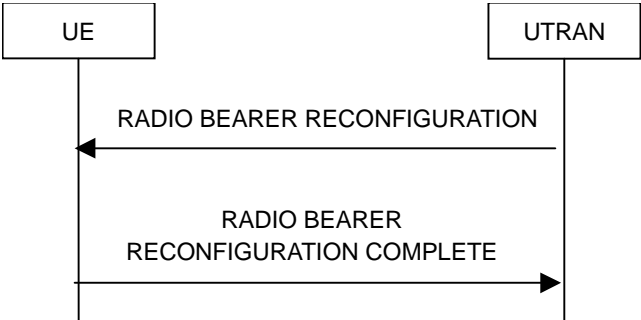 UE
UTRAN
RADIO BEARER RECONFIGURATION
RADIO BEARER
RECONFIGURATION COMPLETE